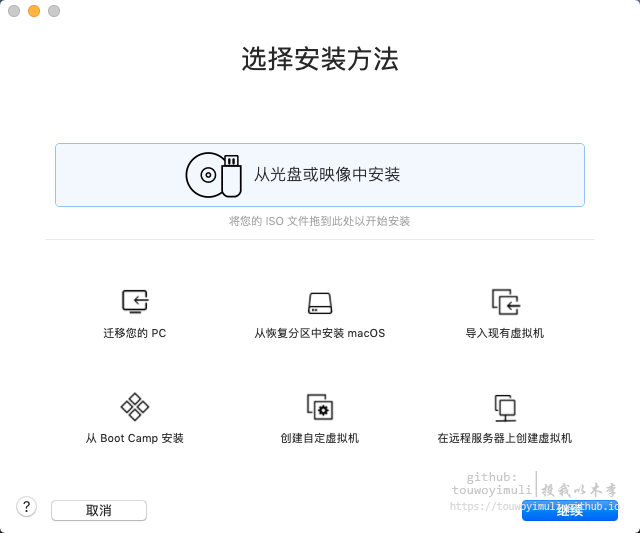 选择安装方法
从光盘或映像中安装
将您的 ISO 文件拖到此处以开始安装
迁移您的 PC
从恢复分区中安装 macOS
导入现有虚拟机
从 Boot Camp 安装
创建自定虚拟机
在远程服务器上创建虚拟机
github:
touwoyimuli
投我以木李
https://touwoyimuli.github.io
?
取消
继续